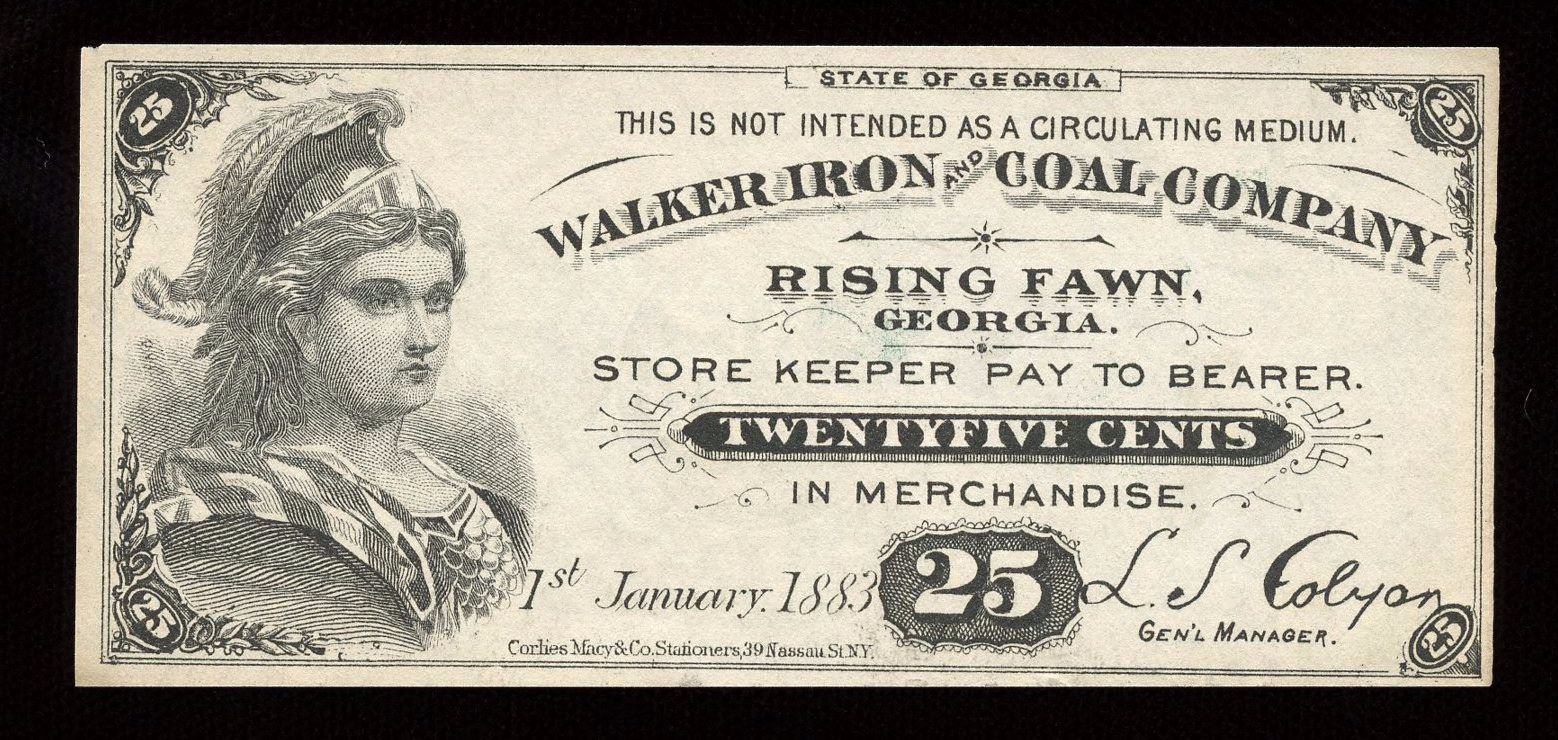 STATE OF GEORGIA
25
25
THIS IS NOT INTENDED AS A CIRCULATING MEDIUM.
WALKER IRON AND COAL COMPANY
RISING FAWN,
GEORGIA.
STORE KEEPER PAY TO BEARER.
TWENTYFIVE CENTS
IN MERCHANDISE.
1st January. 1883
25
L. S Colyar
GEN'L MANAGER.
25
25
Corlies Macy & Co. Stationers, 39 Nassau St. N.Y.